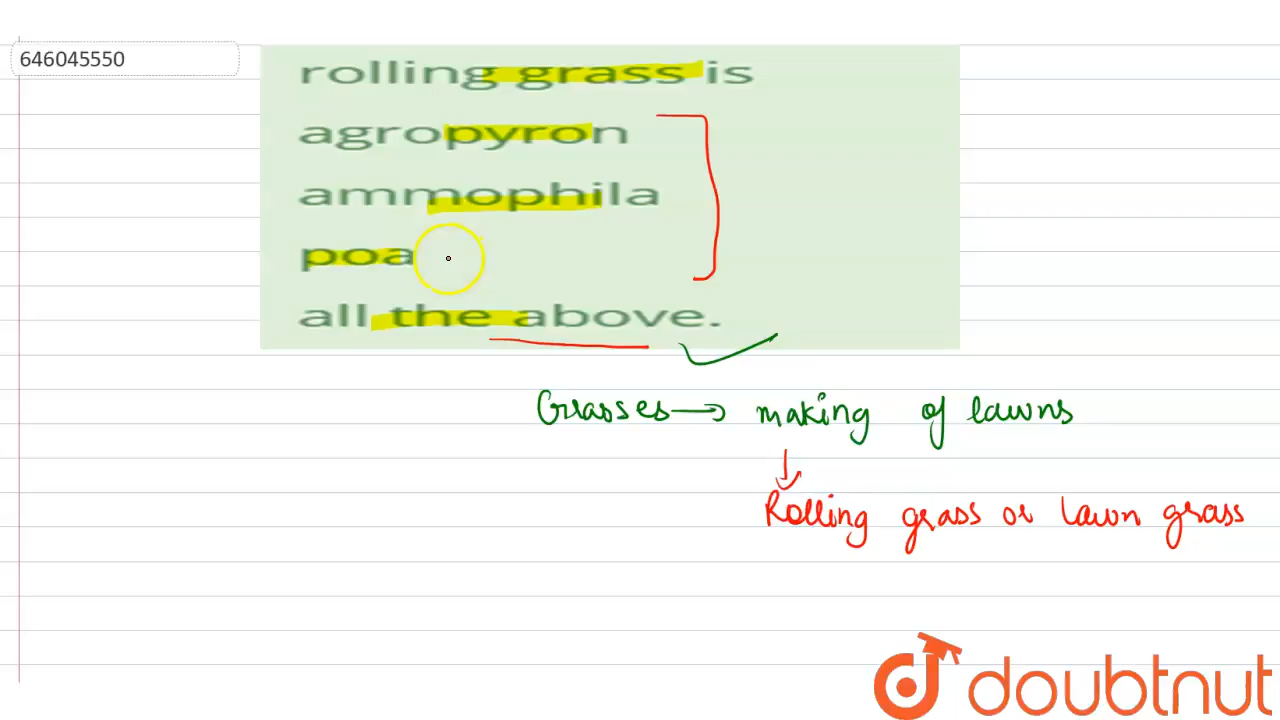 646045550
rolling grass is
agropyron
ammophila
poa
all the above.
Grasses → making of lawns
↓
Rolling grass or lawn grass
doubtnut